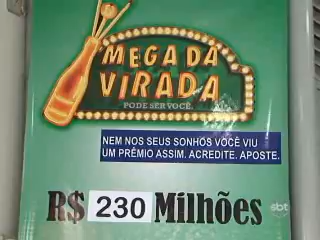 MEGA DA
VIRADA
PODE SER VOCÊ.
NEM NOS SEUS SONHOS VOCÊ VIU
UM PRÊMIO ASSIM. ACREDITE. APOSTE.
R$ 230 Milhões
sbt